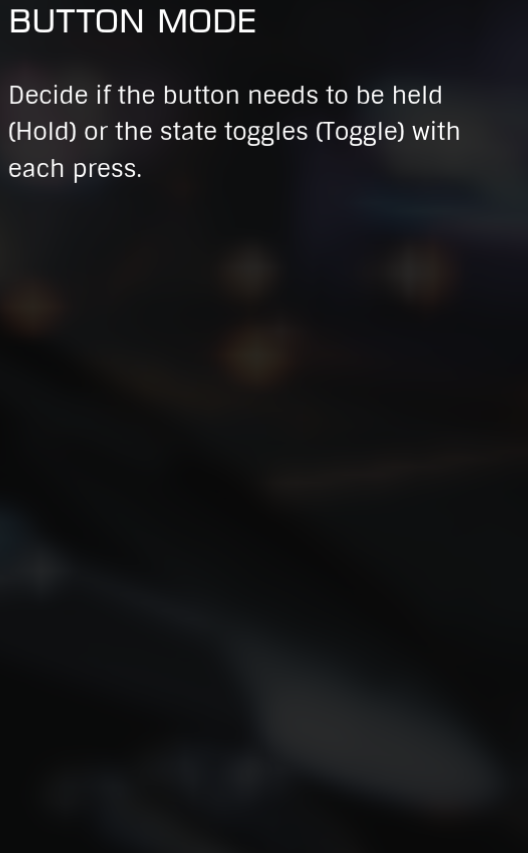 BUTTON MODE
Decide if the button needs to be held
(Hold) or the state toggles (Toggle) with
each press.